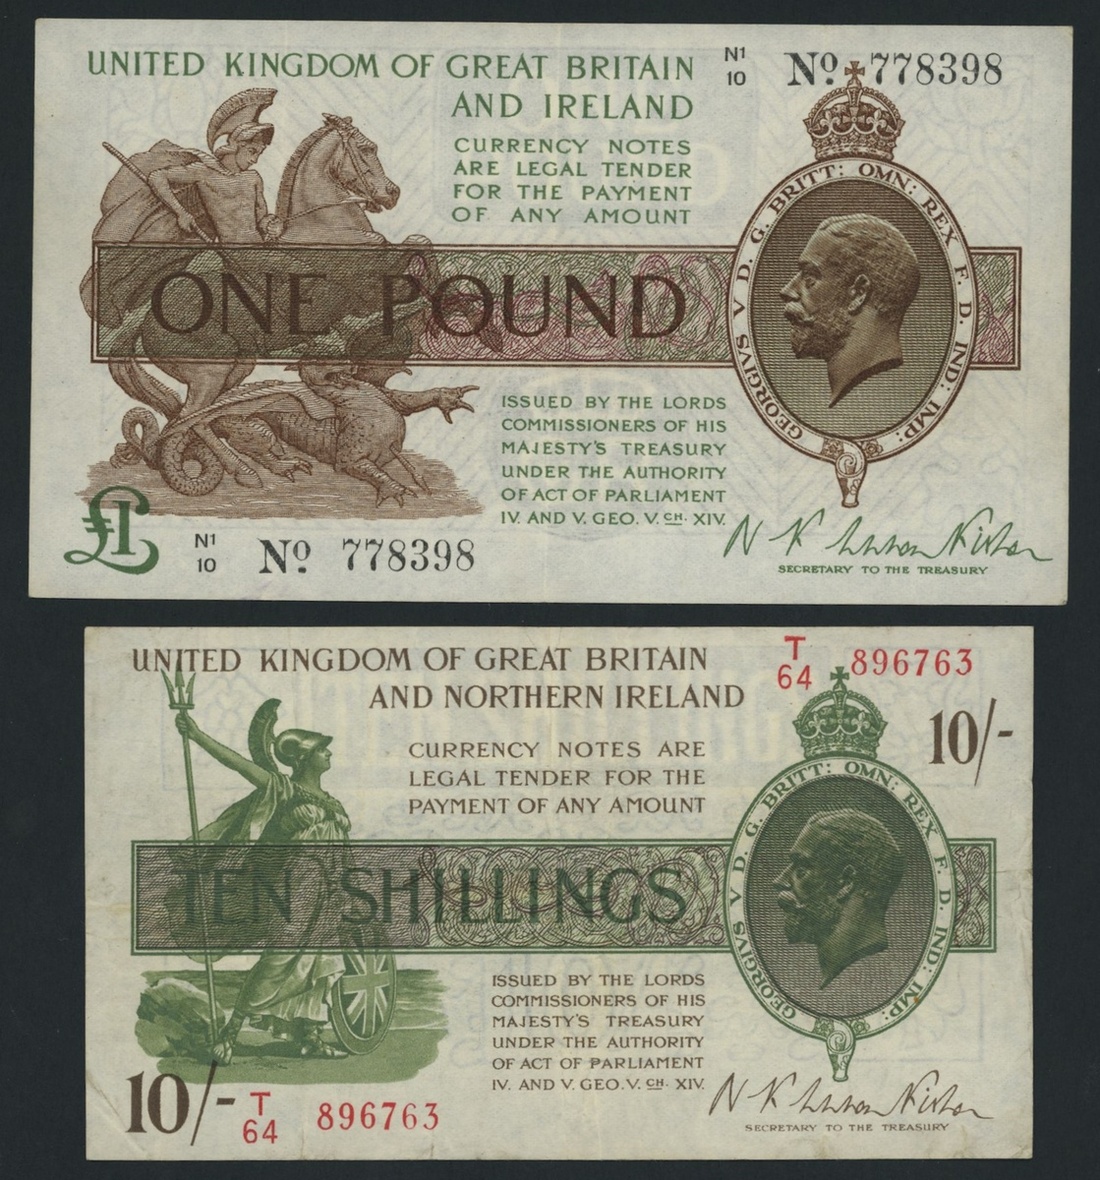 UNITED KINGDOM OF GREAT BRITAIN
AND IRELAND
N1
10
No. 778398
CURRENCY NOTES
ARE LEGAL TENDER
FOR THE PAYMENT
OF ANY AMOUNT
GEORGIVS V D. G. BRITT: OMN: REX F. D. IND: IMP:
ONE POUND
ISSUED BY THE LORDS
COMMISSIONERS OF HIS
MAJESTY'S TREASURY
UNDER THE AUTHORITY
OF ACT OF PARLIAMENT
IV. AND V. GEO. V. CH. XIV.
£1
N1
10
No. 778398
SECRETARY TO THE TREASURY
UNITED KINGDOM OF GREAT BRITAIN
AND NORTHERN IRELAND
T
64
896763
10/-
CURRENCY NOTES ARE
LEGAL TENDER FOR THE
PAYMENT OF ANY AMOUNT
GEORGIVS V D. G. BRITT: OMN: REX F. D. IND: IMP:
TEN SHILLINGS
ISSUED BY THE LORDS
COMMISSIONERS OF HIS
MAJESTY'S TREASURY
UNDER THE AUTHORITY
OF ACT OF PARLIAMENT
IV. AND V. GEO. V. CH. XIV.
10/-
T
64
896763
SECRETARY TO THE TREASURY